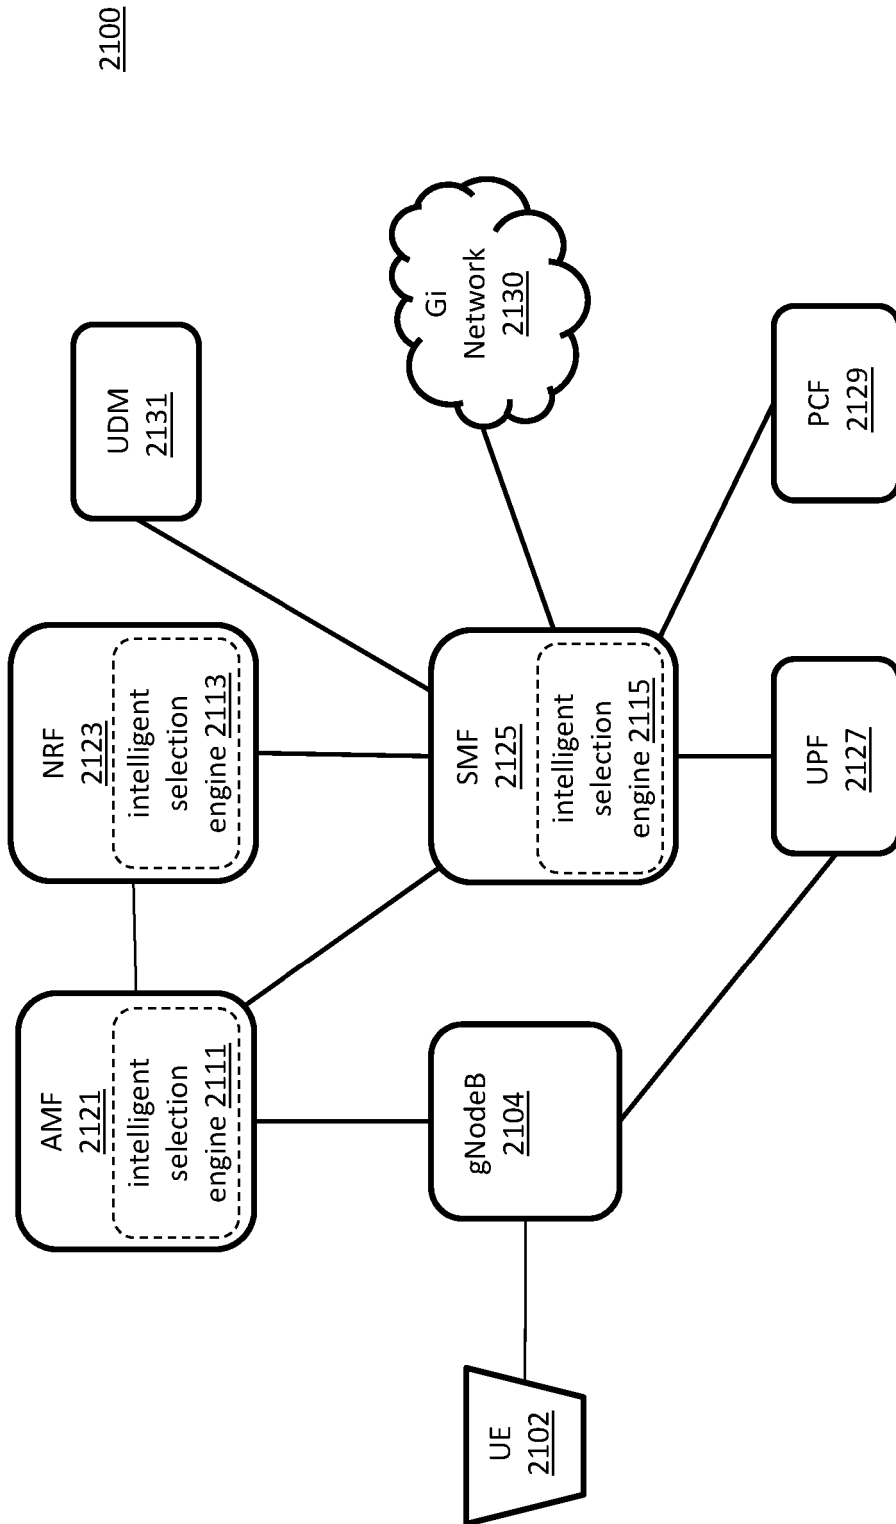 2100
AMF
2121
intelligent
selection
engine 2111
NRF
2123
intelligent
selection
engine 2113
UDM
2131
UE
2102
gNodeB
2104
SMF
2125
intelligent
selection
engine 2115
Gi
Network
2130
UPF
2127
PCF
2129